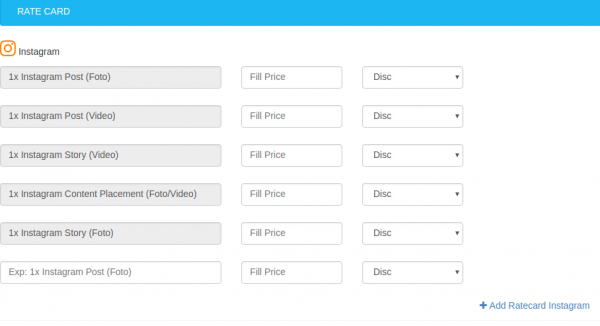 RATE CARD
Instagram
1x Instagram Post (Foto) Fill Price Disc
1x Instagram Post (Video) Fill Price Disc
1x Instagram Story (Video) Fill Price Disc
1x Instagram Content Placement (Foto/Video) Fill Price Disc
1x Instagram Story (Foto) Fill Price Disc
Exp: 1x Instagram Post (Foto) Fill Price Disc
+ Add Ratecard Instagram